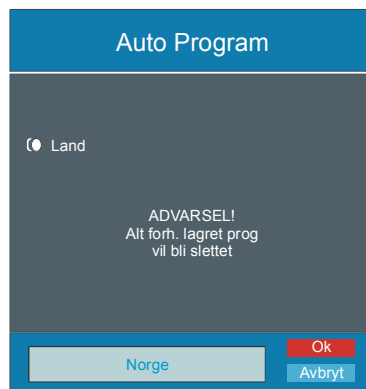 Auto Program
Land
ADVARSEL!
Alt forh. lagret prog
vil bli slettet
Norge
Ok
Avbryt